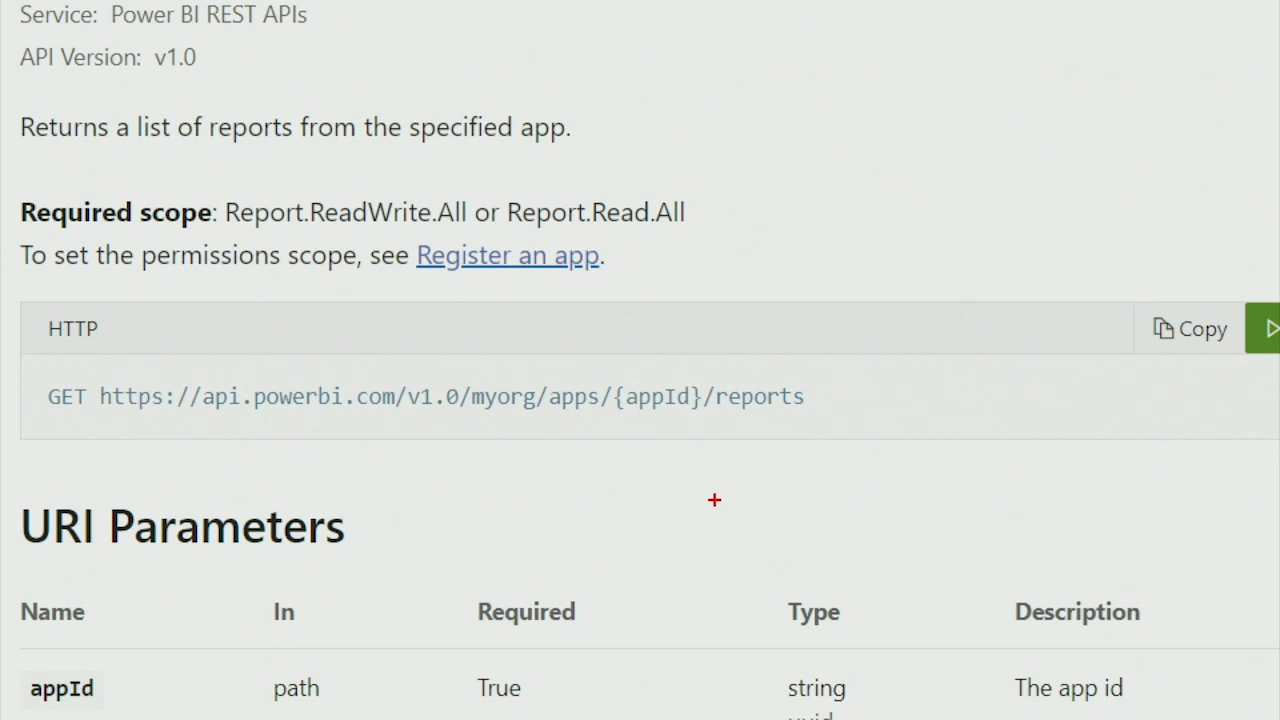 Service: Power BI REST APIs
API Version: v1.0
Returns a list of reports from the specified app.
Required scope: Report.ReadWrite.All or Report.Read.All
To set the permissions scope, see Register an app.
HTTP
Copy
GET https://api.powerbi.com/v1.0/myorg/apps/{appId}/reports
URI Parameters
Name In Required Type Description
appId path True string The app id